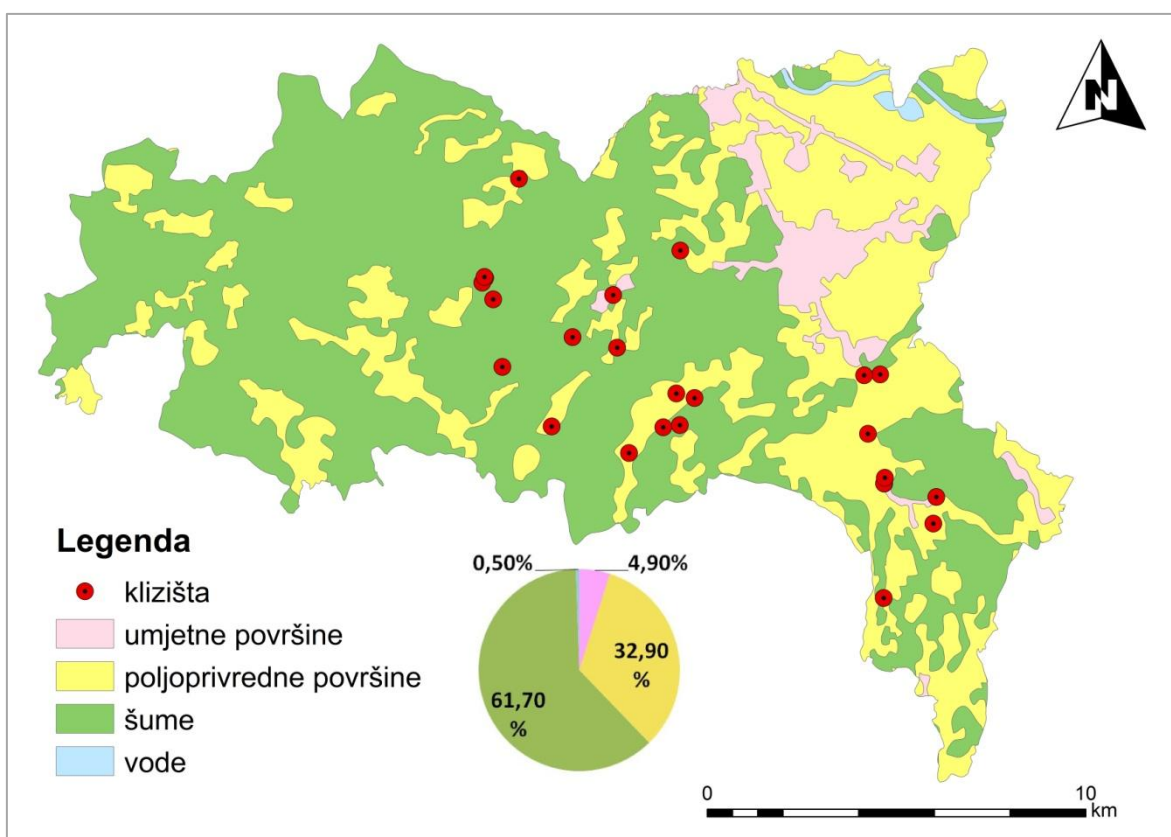 N
Legenda
klizišta
umjetne površine
poljoprivredne površine
šume
vode
0,50%
4,90%
32,90
%
61,70
%
0
10
km